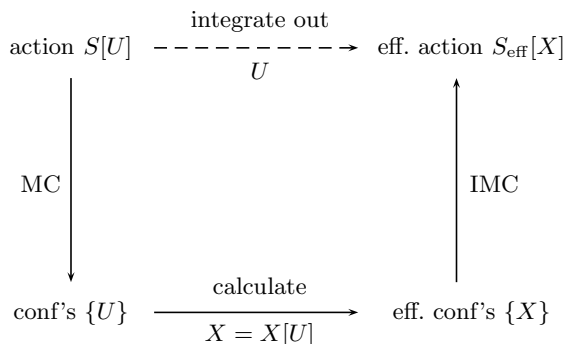 integrate out
action S[U]
eff. action S_eff[X]
U
MC
IMC
calculate
conf's {U}
eff. conf's {X}
X = X[U]